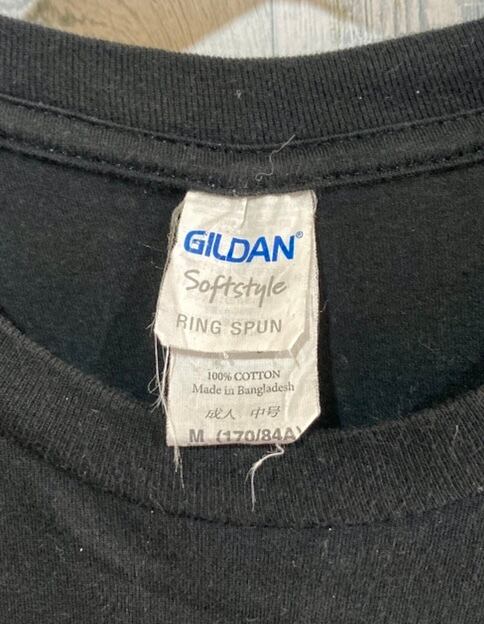 GILDAN®
Softstyle
RING SPUN
100% COTTON
Made in Bangladesh
成人 中号
M (170/84A)